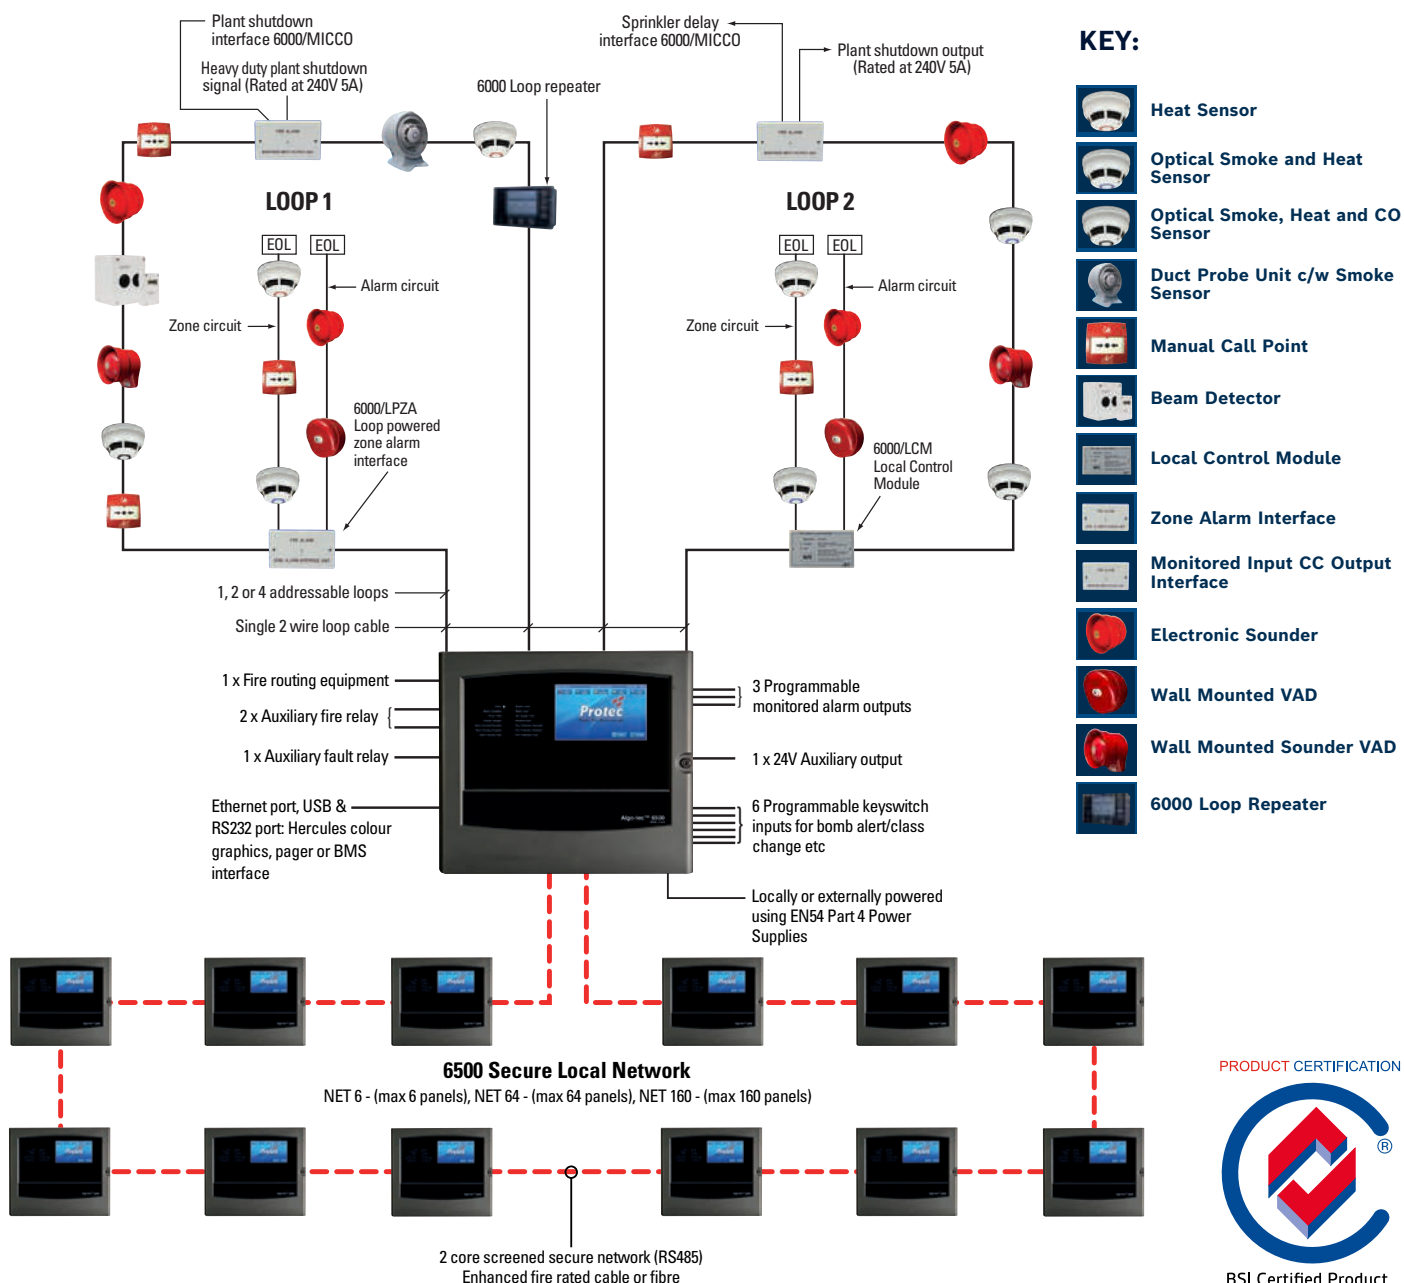 Plant shutdown
interface 6000/MICCO
Heavy duty plant shutdown
signal (Rated at 240V 5A)
6000 Loop repeater
Sprinkler delay
interface 6000/MICCO
Plant shutdown output
(Rated at 240V 5A)
LOOP 1
EOL
EOL
Alarm circuit
Zone circuit
6000/LPZA
Loop powered
zone alarm
interface
FIRE ALARM
LOOP 2
EOL
EOL
Alarm circuit
Zone circuit
6000/LCM
Local Control
Module
FIRE ALARM
FIRE ALARM
1, 2 or 4 addressable loops
Single 2 wire loop cable
1 x Fire routing equipment
2 x Auxiliary fire relay
1 x Auxiliary fault relay
Ethernet port, USB &
RS232 port: Hercules colour
graphics, pager or BMS
interface
Protec
Algo-tec™ 6500
3 Programmable
monitored alarm outputs
1 x 24V Auxiliary output
6 Programmable keyswitch
inputs for bomb alert/class
change etc
Locally or externally powered
using EN54 Part 4 Power
Supplies
6500 Secure Local Network
NET 6 - (max 6 panels), NET 64 - (max 64 panels), NET 160 - (max 160 panels)
2 core screened secure network (RS485)
Enhanced fire rated cable or fibre
KEY:
Heat Sensor
Optical Smoke and Heat
Sensor
Optical Smoke, Heat and CO
Sensor
Duct Probe Unit c/w Smoke
Sensor
Manual Call Point
Beam Detector
Local Control Module
Zone Alarm Interface
Monitored Input CC Output
Interface
Electronic Sounder
Wall Mounted VAD
Wall Mounted Sounder VAD
6000 Loop Repeater
PRODUCT CERTIFICATION
®
BSI Certified Product